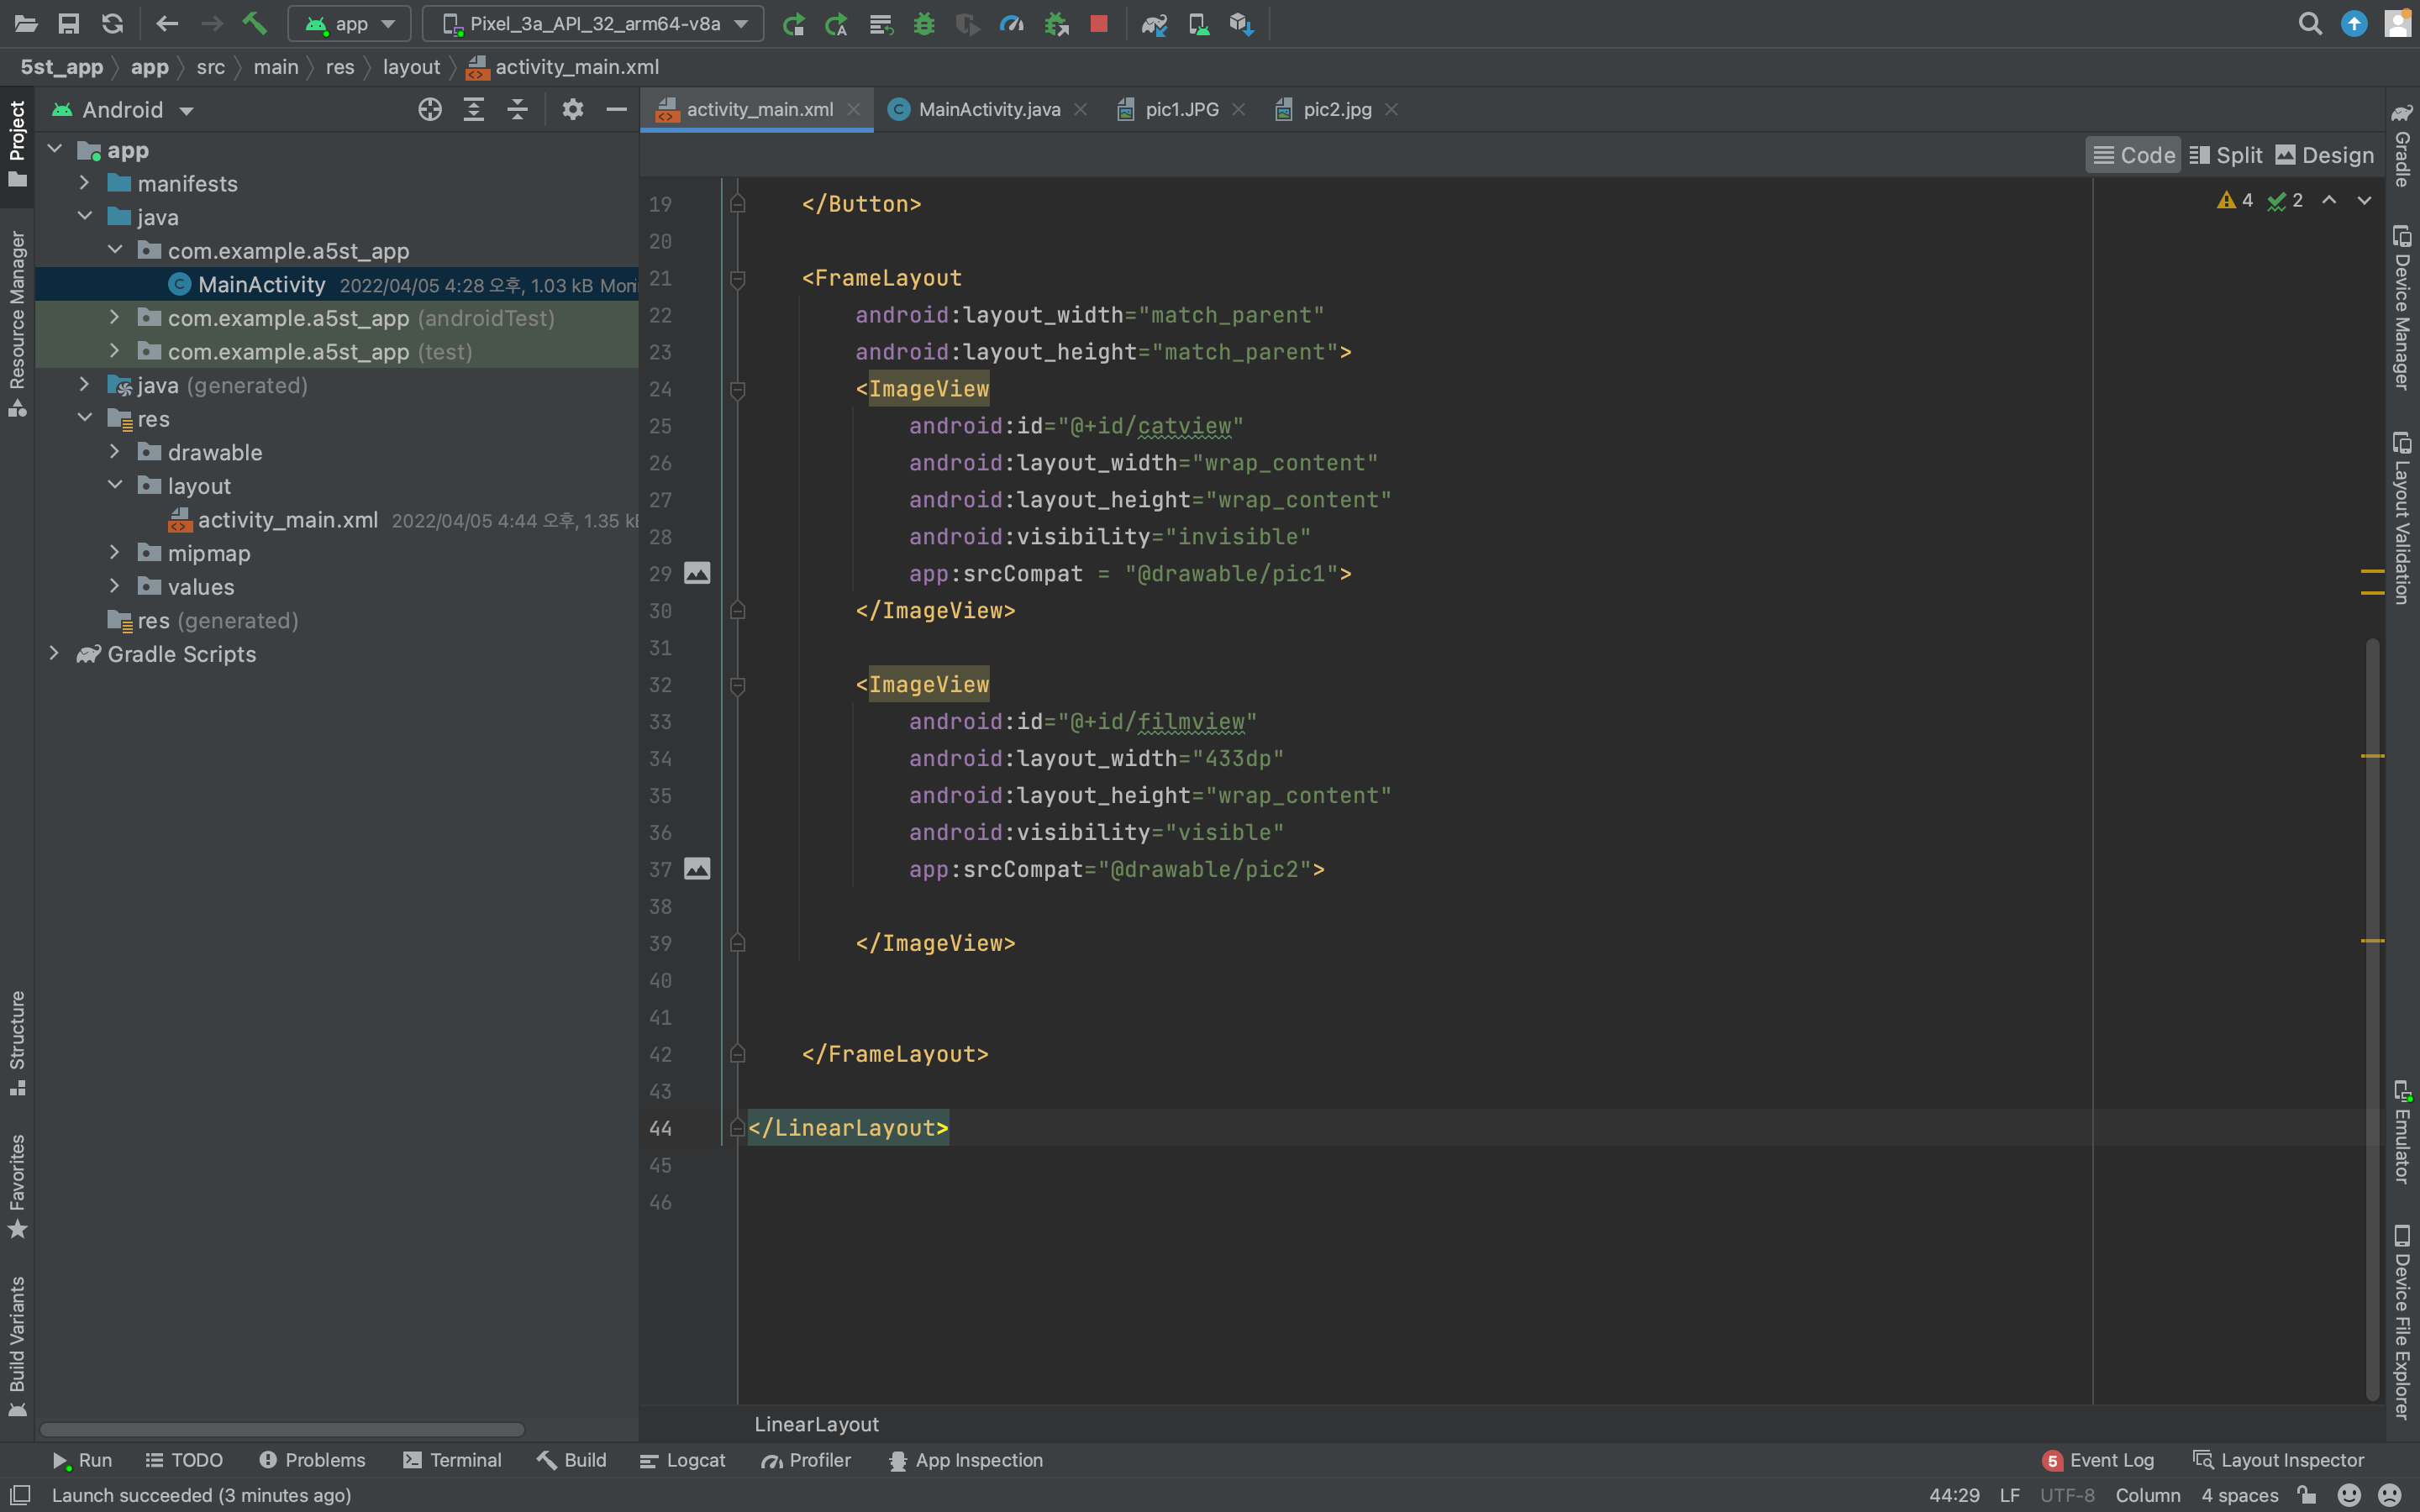 app
Pixel_3a_API_32_arm64-v8a
5st_app
app
src
main
res
layout
activity_main.xml
Project
Resource Manager
Structure
Favorites
Build Variants
Android
app
manifests
java
com.example.a5st_app
MainActivity 2022/04/05 4:28 오후, 1.03 kB
com.example.a5st_app (androidTest)
com.example.a5st_app (test)
java (generated)
res
drawable
layout
activity_main.xml 2022/04/05 4:44 오후, 1.35
mipmap
values
res (generated)
Gradle Scripts
activity_main.xml
MainActivity.java
pic1.JPG
pic2.jpg
Code
Split
Design
4
2
19 </Button>
20
21 <FrameLayout
22 android:layout_width="match_parent"
23 android:layout_height="match_parent">
24 <ImageView
25 android:id="@+id/catview"
26 android:layout_width="wrap_content"
27 android:layout_height="wrap_content"
28 android:visibility="invisible"
29 app:srcCompat = "@drawable/pic1">
30 </ImageView>
31
32 <ImageView
33 android:id="@+id/filmview"
34 android:layout_width="433dp"
35 android:layout_height="wrap_content"
36 android:visibility="visible"
37 app:srcCompat="@drawable/pic2">
38
39 </ImageView>
40
41
42 </FrameLayout>
43
44 </LinearLayout>
45
46
LinearLayout
Gradle
Device Manager
Layout Validation
Emulator
Device File Explorer
Run
TODO
Problems
Terminal
Build
Logcat
Profiler
App Inspection
5 Event Log
Layout Inspector
Launch succeeded (3 minutes ago)
44:29
LF
UTF-8
Column
4 spaces